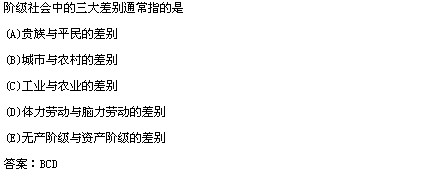 阶级社会中的三大差别通常指的是
(A)贵族与平民的差别
(B)城市与农村的差别
(C)工业与农业的差别
(D)体力劳动与脑力劳动的差别
(E)无产阶级与资产阶级的差别
答案：BCD